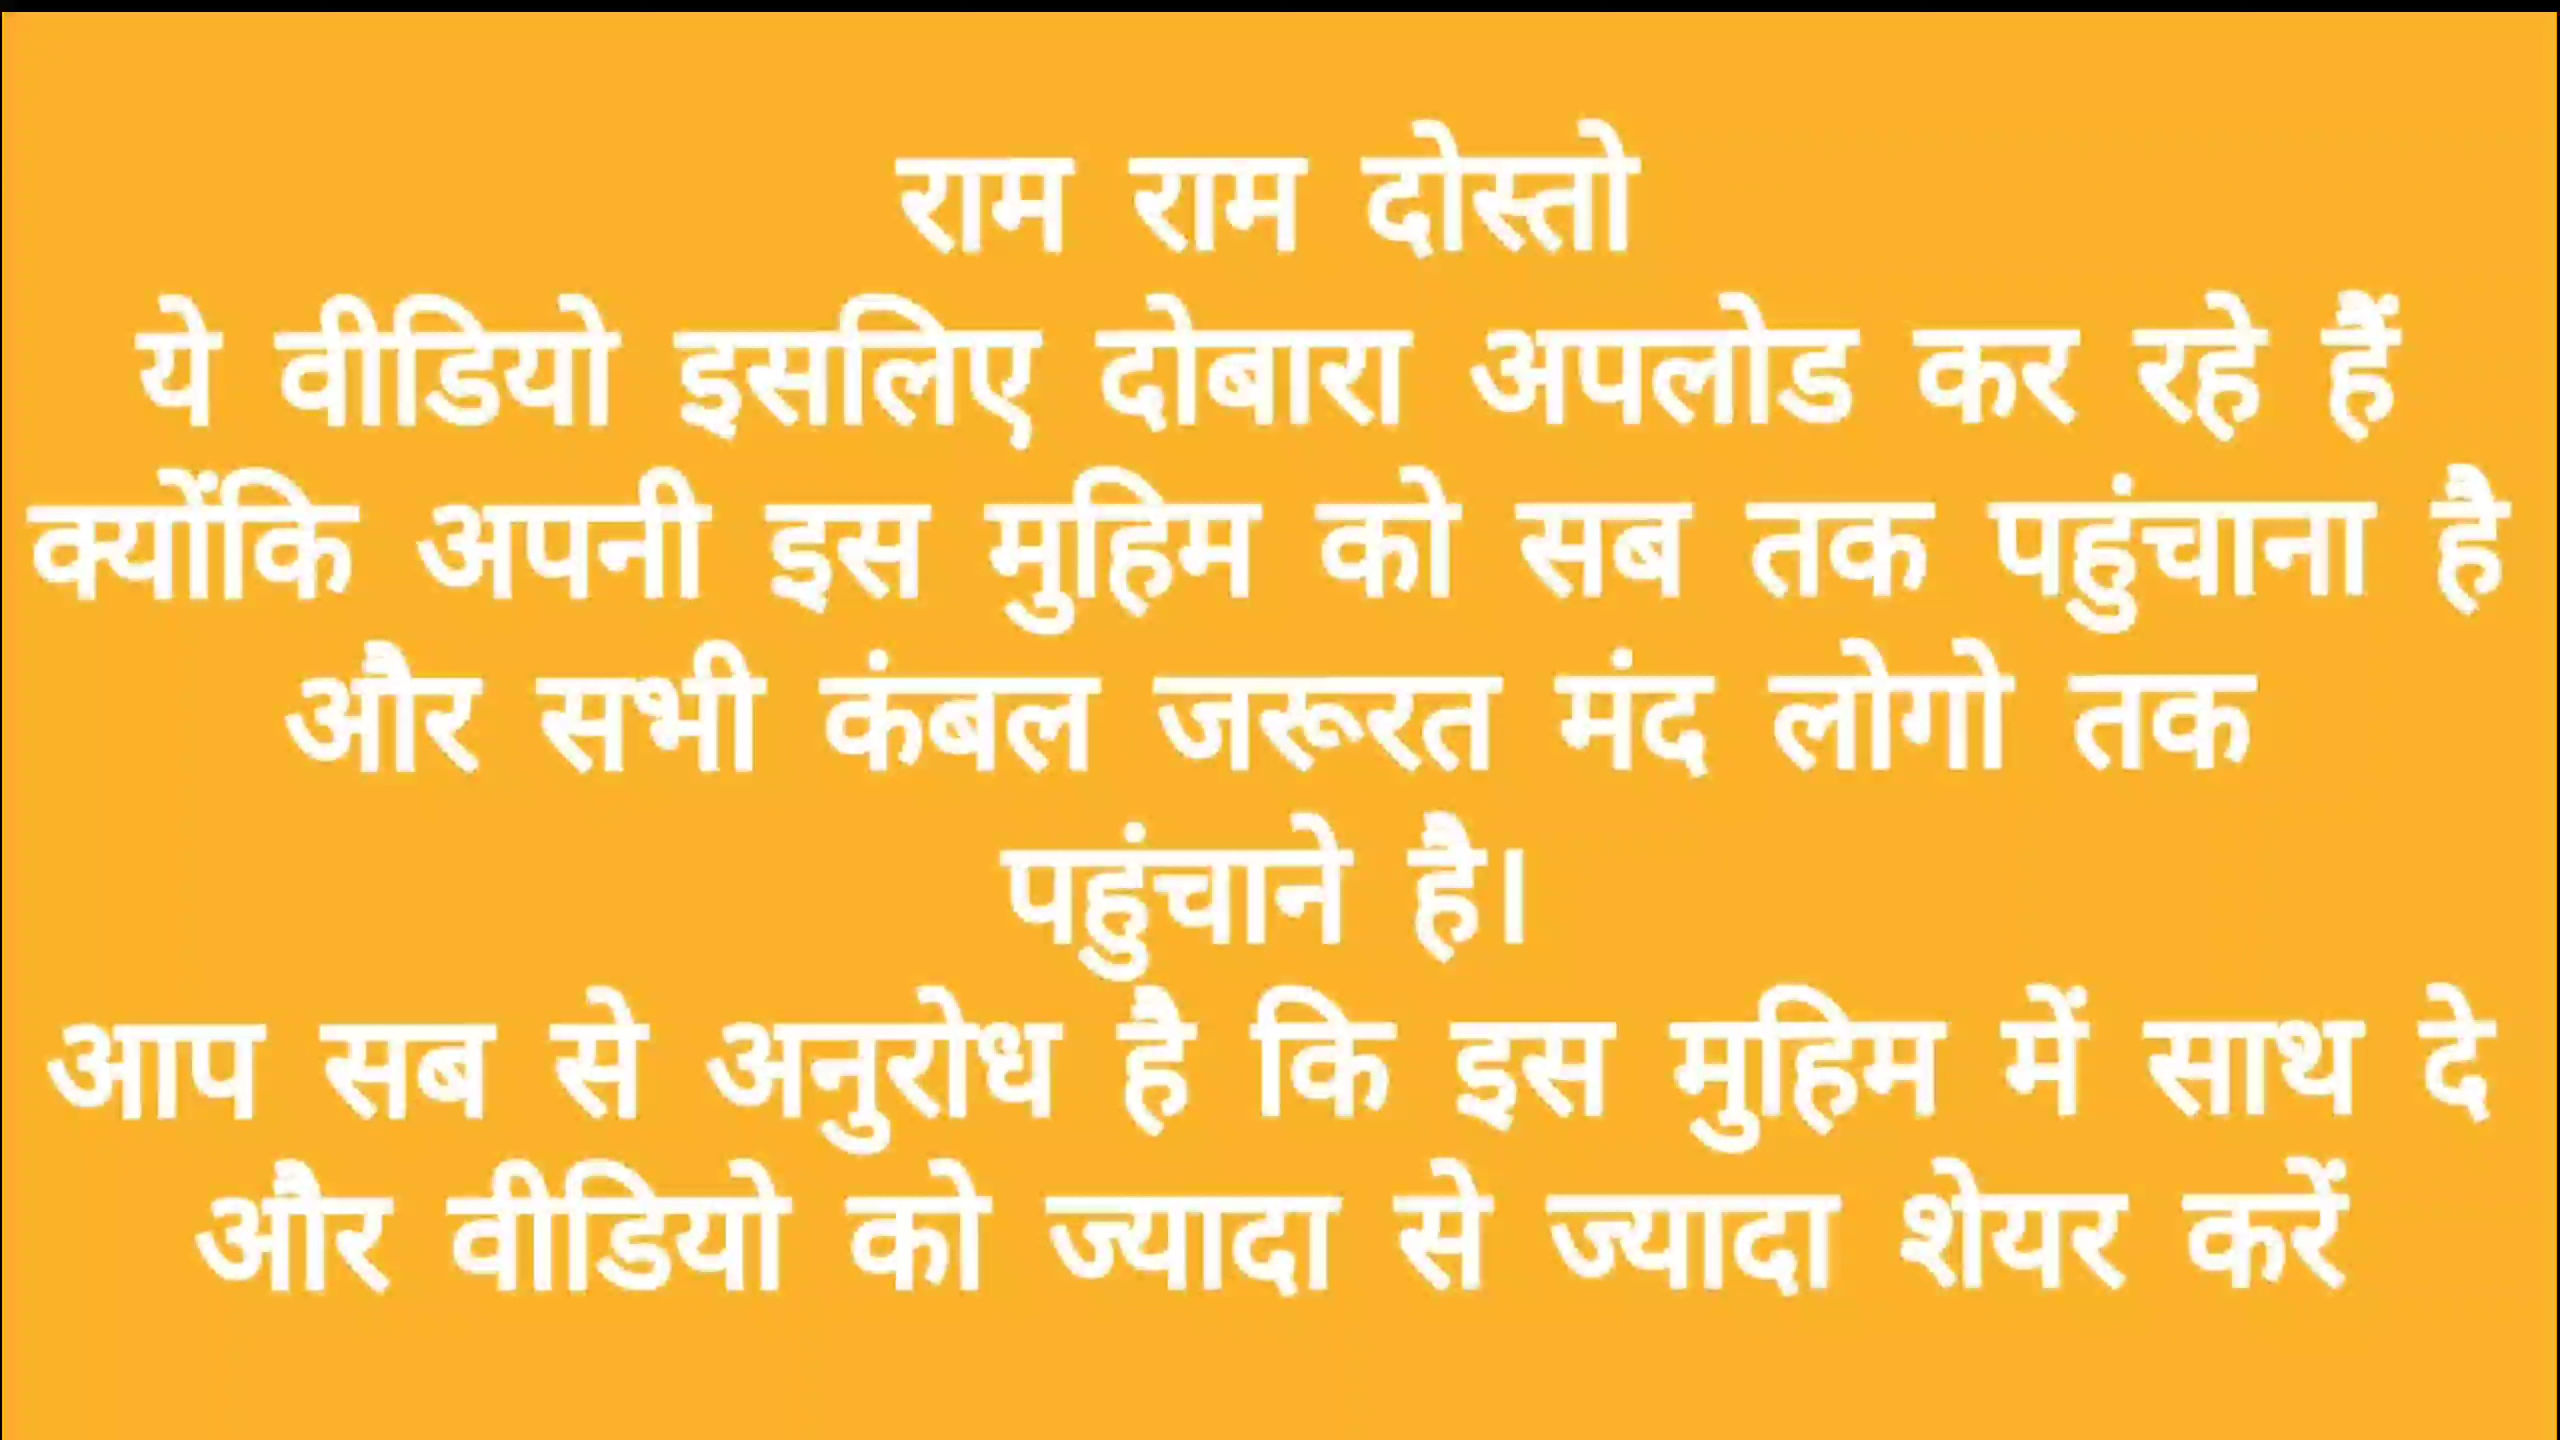 राम राम दोस्तो
ये वीडियो इसलिए दोबारा अपलोड कर रहे हैं
क्योंकि अपनी इस मुहिम को सब तक पहुंचाना है
और सभी कंबल जरूरत मंद लोगो तक
पहुंचाने है।
आप सब से अनुरोध है कि इस मुहिम में साथ दे
और वीडियो को ज्यादा से ज्यादा शेयर करें